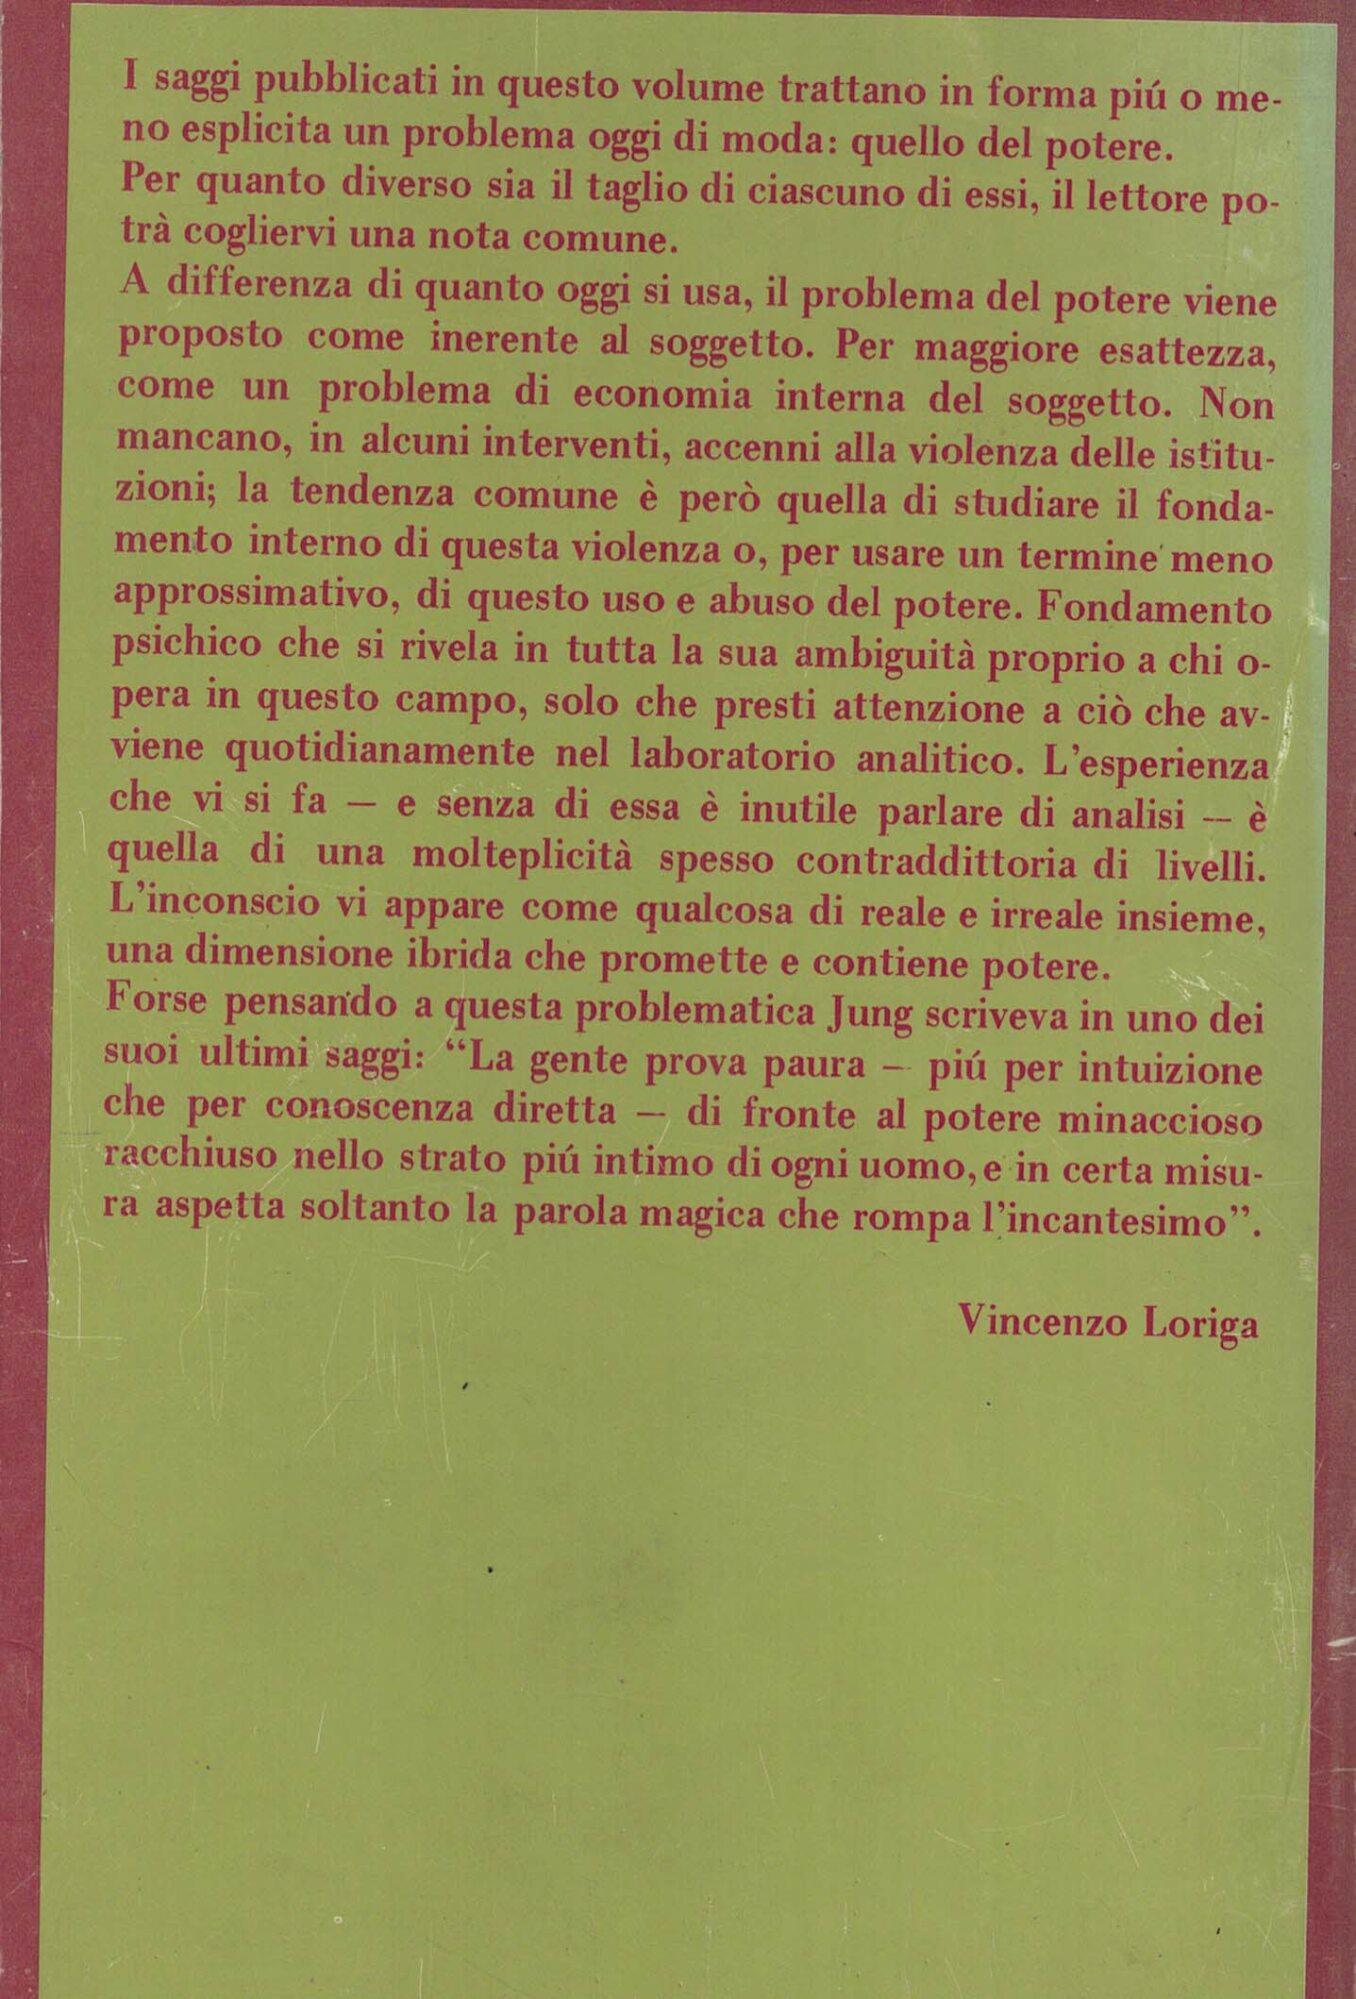 I saggi pubblicati in questo volume trattano in forma piú o me-
no esplicita un problema oggi di moda: quello del potere.
Per quanto diverso sia il taglio di ciascuno di essi, il lettore po-
trà cogliervi una nota comune.
A differenza di quanto oggi si usa, il problema del potere viene
proposto come inerente al soggetto. Per maggiore esattezza,
come un problema di economia interna del soggetto. Non
mancano, in alcuni interventi, accenni alla violenza delle istitu-
zioni; la tendenza comune è però quella di studiare il fonda-
mento interno di questa violenza o, per usare un termine meno
approssimativo, di questo uso e abuso del potere. Fondamento
psichico che si rivela in tutta la sua ambiguità proprio a chi o-
pera in questo campo, solo che presti attenzione a ciò che av-
viene quotidianamente nel laboratorio analitico. L'esperienza
che vi si fa — e senza di essa è inutile parlare di analisi — è
quella di una molteplicità spesso contraddittoria di livelli.
L'inconscio vi appare come qualcosa di reale e irreale insieme,
una dimensione ibrida che promette e contiene potere.
Forse pensando a questa problematica Jung scriveva in uno dei
suoi ultimi saggi: “La gente prova paura — piú per intuizione
che per conoscenza diretta — di fronte al potere minaccioso
racchiuso nello strato piú intimo di ogni uomo, e in certa misu-
ra aspetta soltanto la parola magica che rompa l'incantesimo”.
Vincenzo Loriga